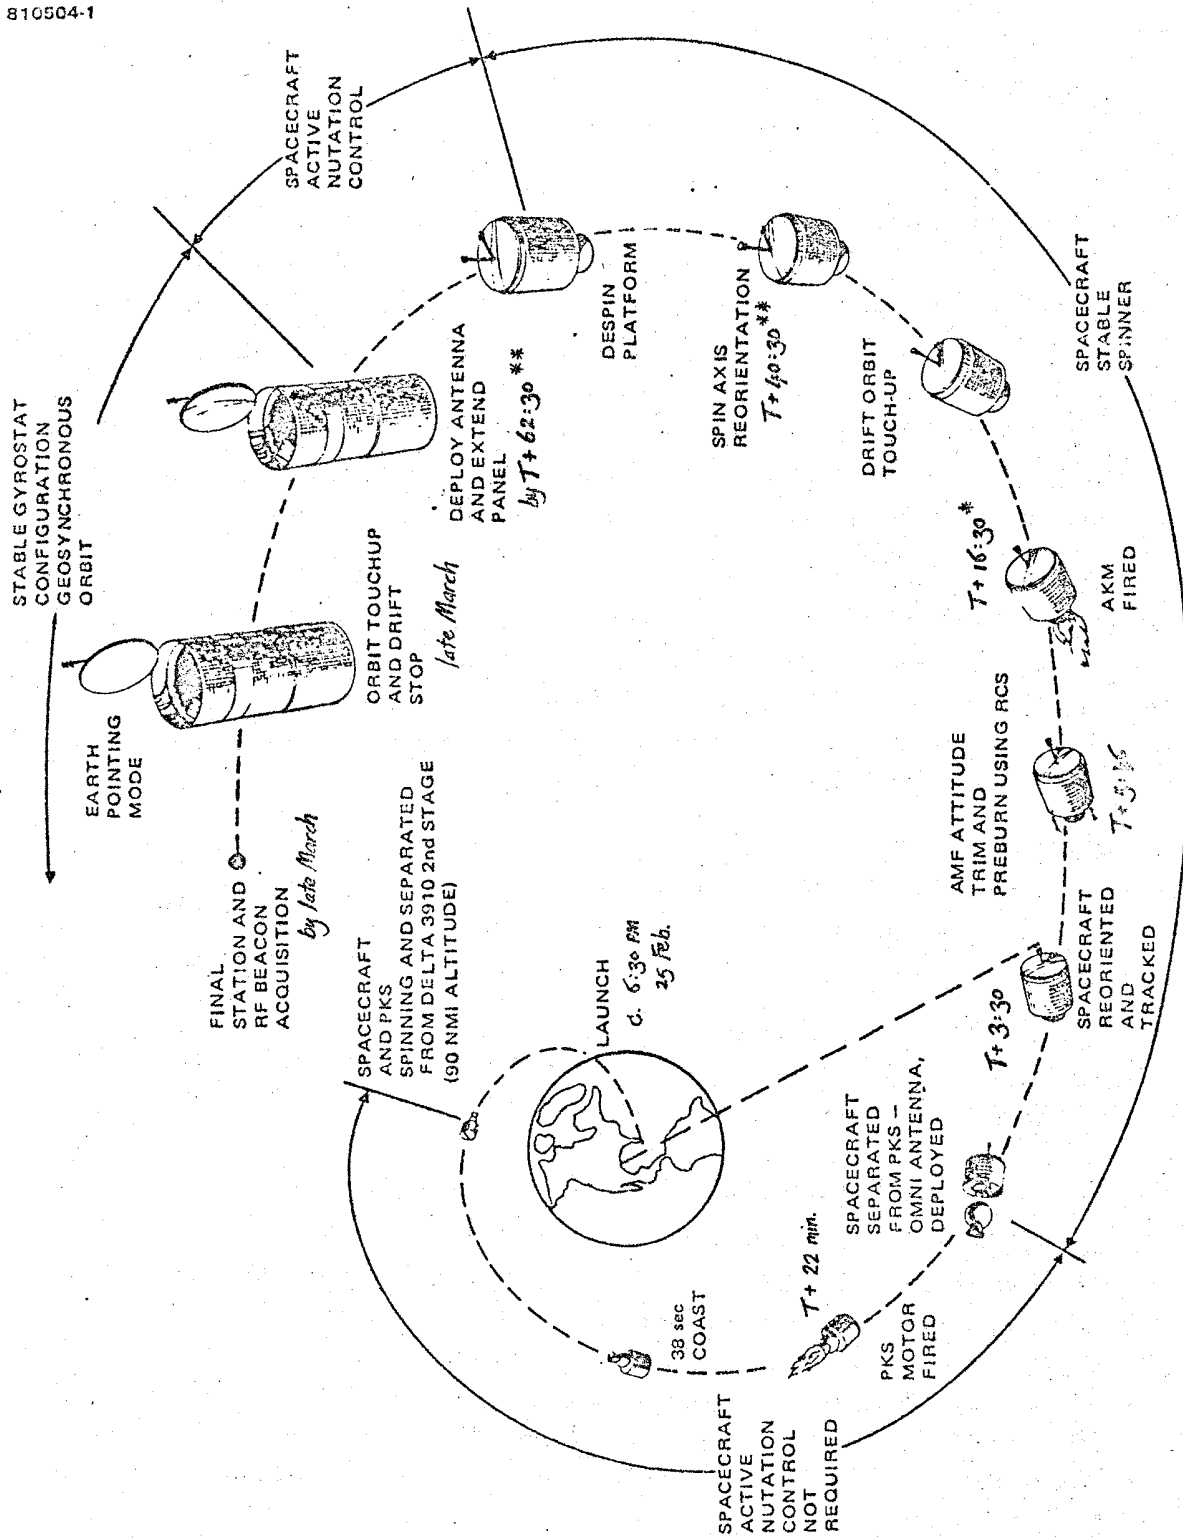 810504-1
STABLE GYROSTAT
CONFIGURATION
GEOSYNCHRONOUS
ORBIT
SPACECRAFT
ACTIVE
NUTATION
CONTROL
EARTH
POINTING
MODE
FINAL
STATION AND
RF BEACON
ACQUISITION
by late March
ORBIT TOUCHUP
AND DRIFT
STOP
late March
DEPLOY ANTENNA
AND EXTEND
PANEL
by T+62:30**
DESPIN
PLATFORM
SPIN AXIS
REORIENTATION
T+40:30**
DRIFT ORBIT
TOUCH-UP
SPACECRAFT
STABLE
SPINNER
T+16:30*
AKM
FIRED
AMF ATTITUDE
TRIM AND
PREBURN USING RCS
T+3:30
SPACECRAFT
REORIENTED
AND
TRACKED
SPACECRAFT
AND PKS
SPINNING AND SEPARATED
FROM DELTA 3910 2nd STAGE
(90 NMI ALTITUDE)
LAUNCH
c. 6:30 PM
25 Feb.
SPACECRAFT
SEPARATED
FROM PKS –
OMNI ANTENNA,
DEPLOYED
T+22 min.
PKS
MOTOR
FIRED
38 sec
COAST
SPACECRAFT
ACTIVE
NUTATION
CONTROL
NOT
REQUIRED